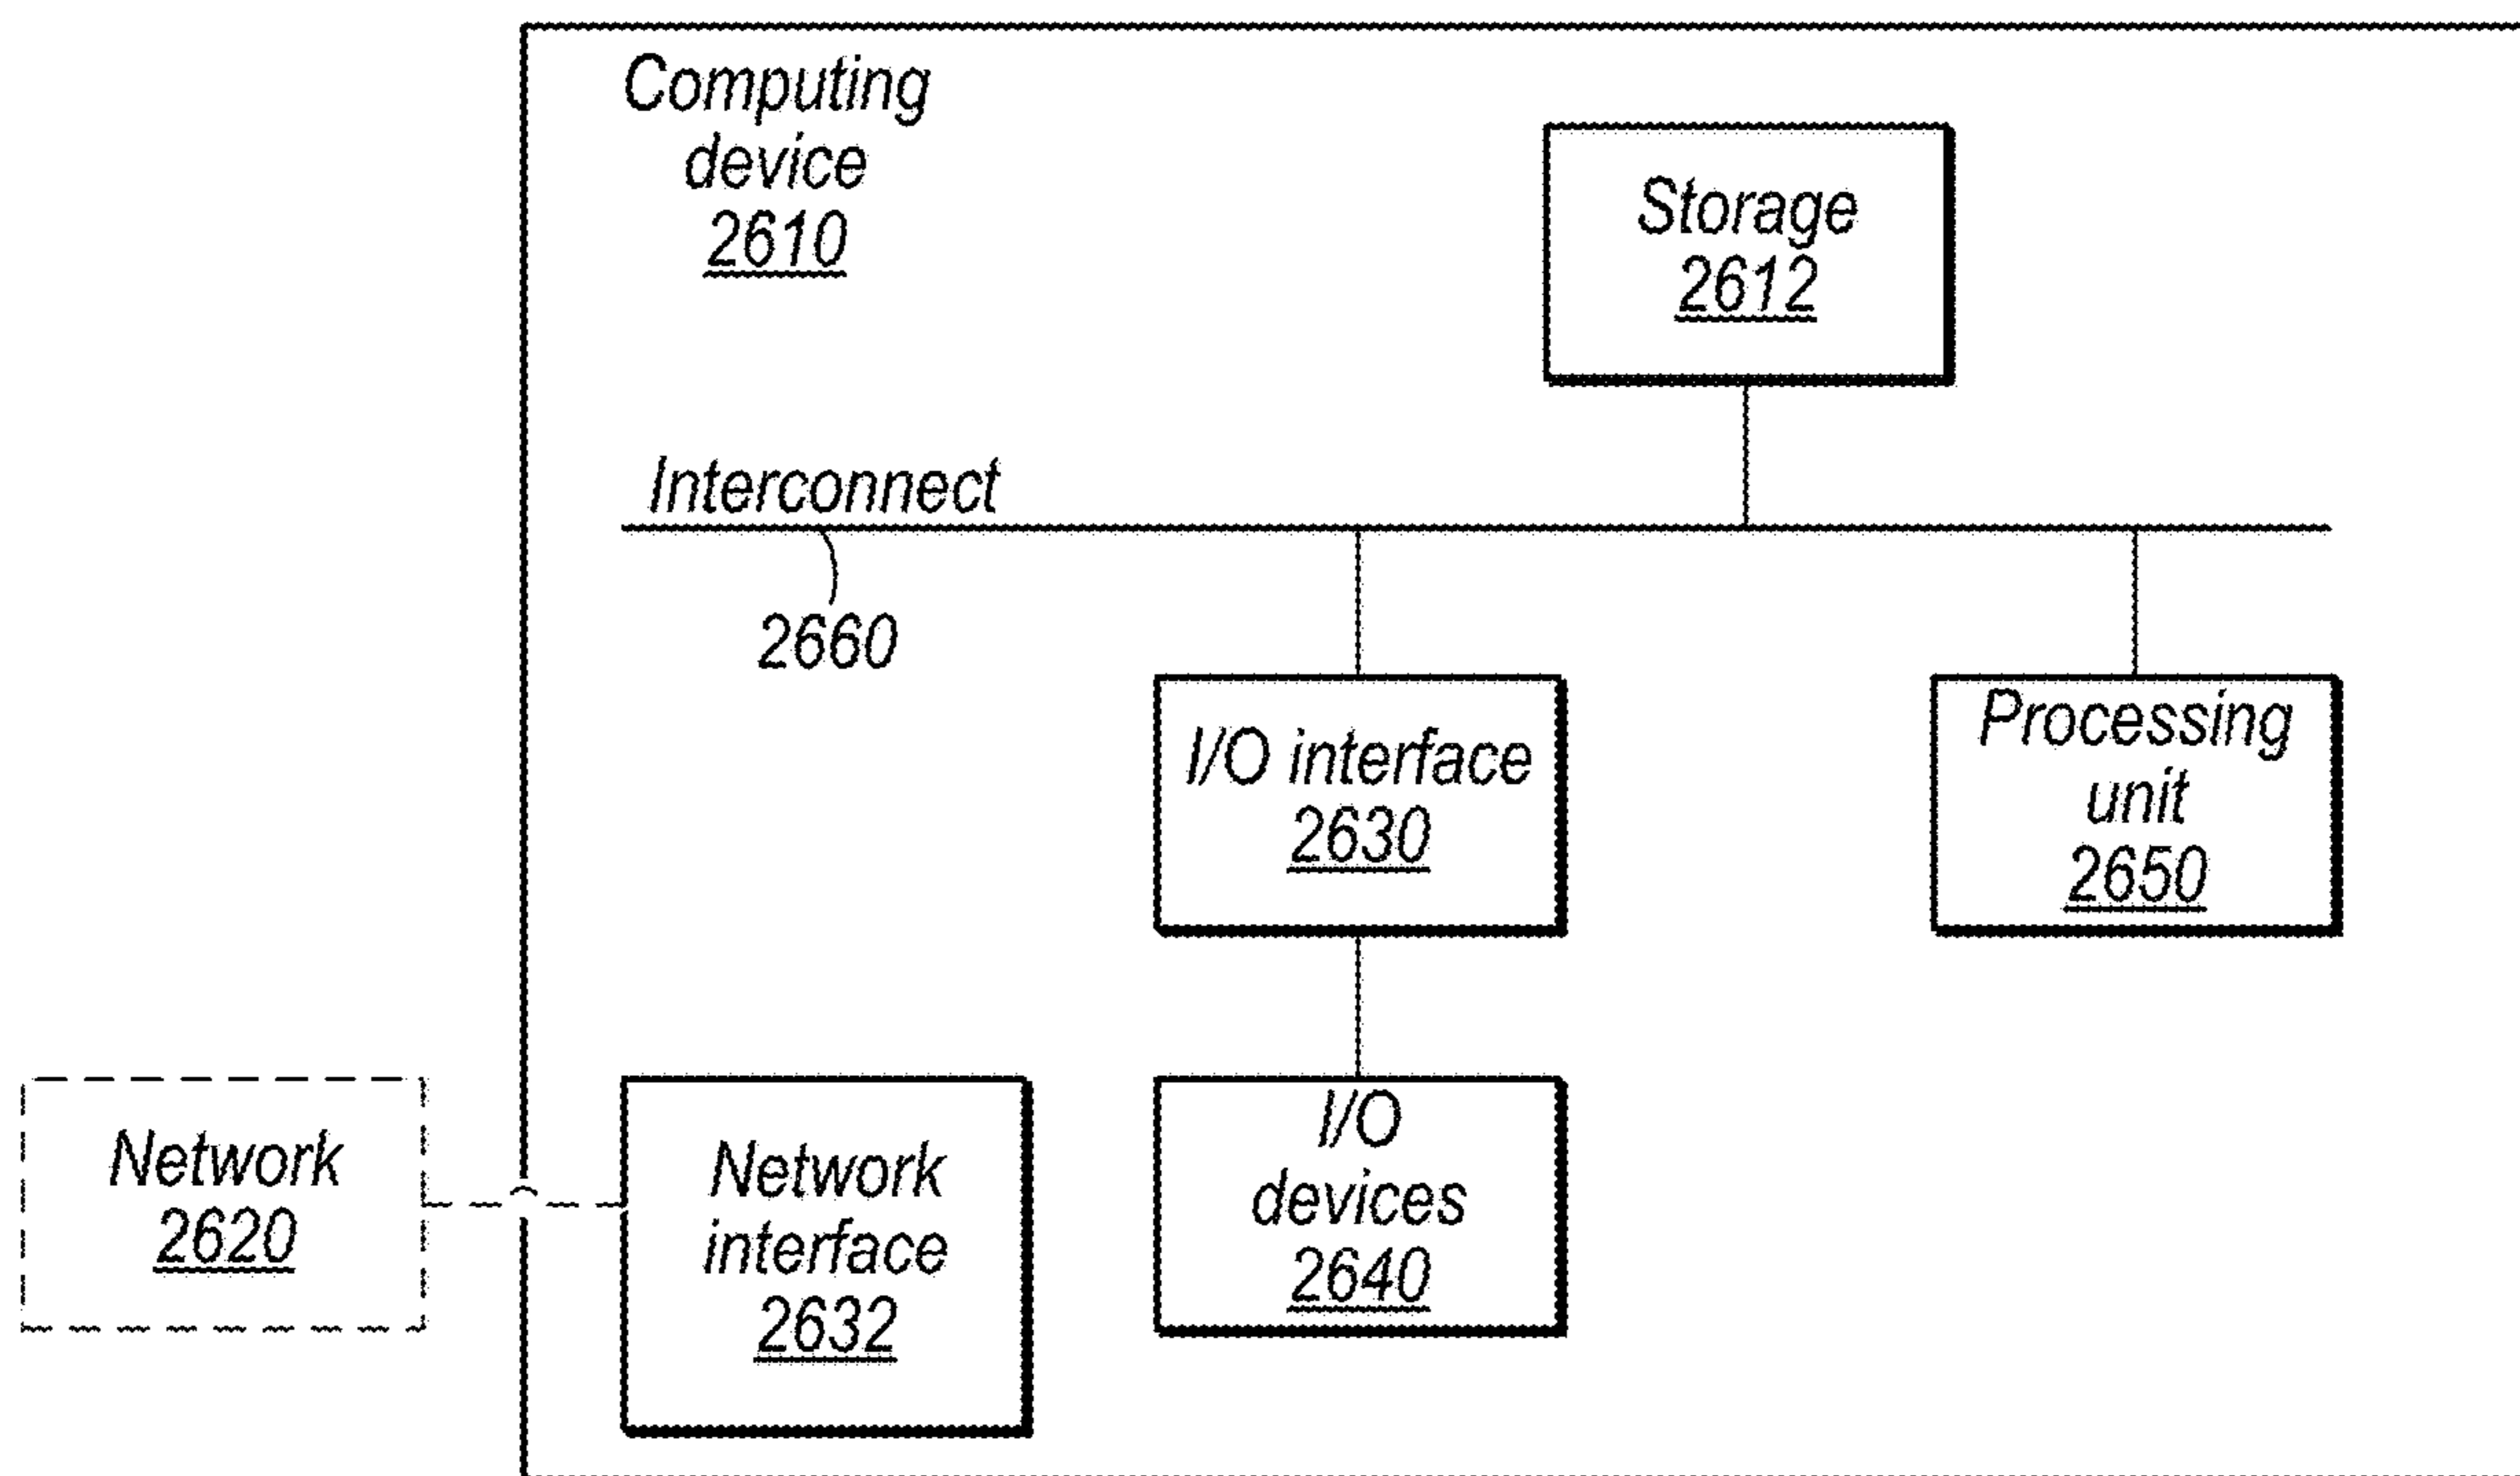 Computing
device
2610
Storage
2612
Interconnect
2660
I/O interface
2630
Processing
unit
2650
Network
2620
Network
interface
2632
I/O
devices
2640